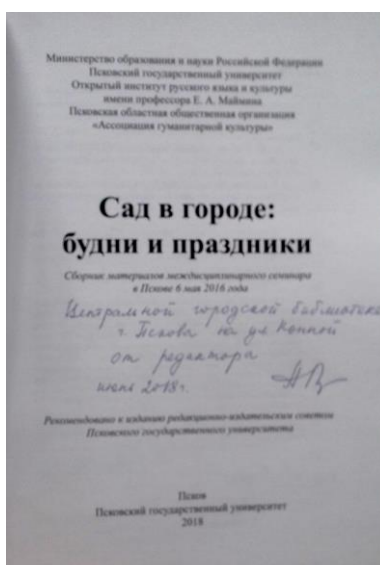 Министерство образования и науки Российской Федерации
Псковский государственный университет
Открытый институт русского языка и культуры
имени профессора Е. А. Маймина
Псковская областная общественная организация
«Ассоциация гуманитарной культуры»
Сад в городе:
будни и праздники
Сборник материалов междисциплинарного семинара
в Пскове 6 мая 2016 года
Центральной городской библиотеке
г. Пскова на ул Конной
от редактора
июнь 2018 г.
Рекомендовано к изданию редакционно-издательским советом
Псковского государственного университета
Псков
Псковский государственный университет
2018